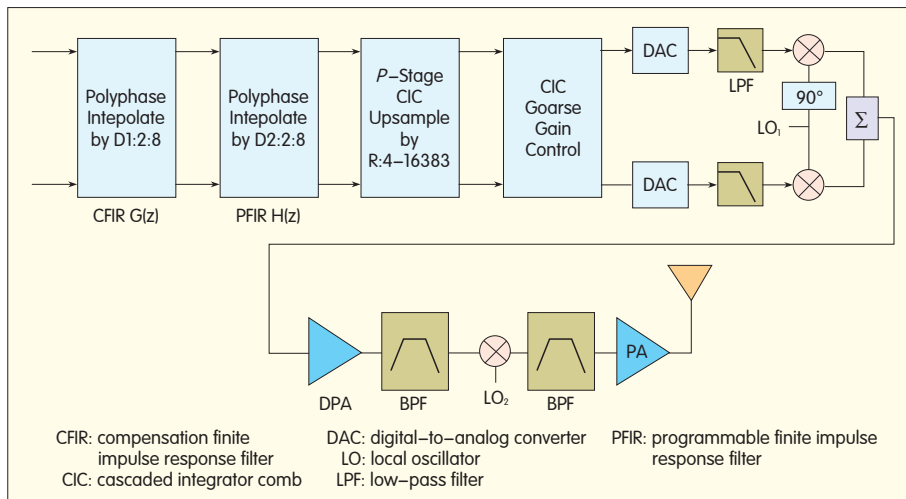 Polyphase
Intepolate
by D1:2:8
CFIR G(z)
Polyphase
Intepolate
by D2:2:8
PFIR H(z)
P-Stage
CIC
Upsample
by
R:4-16383
CIC
Goarse
Gain
Control
DAC
LPF
90°
LO₁
Σ
DAC
DPA
BPF
LO₂
BPF
PA
CFIR: compensation finite
impulse response filter
CIC: cascaded integrator comb
DAC: digital-to-analog converter
LO: local oscillator
LPF: low-pass filter
PFIR: programmable finite impulse
response filter